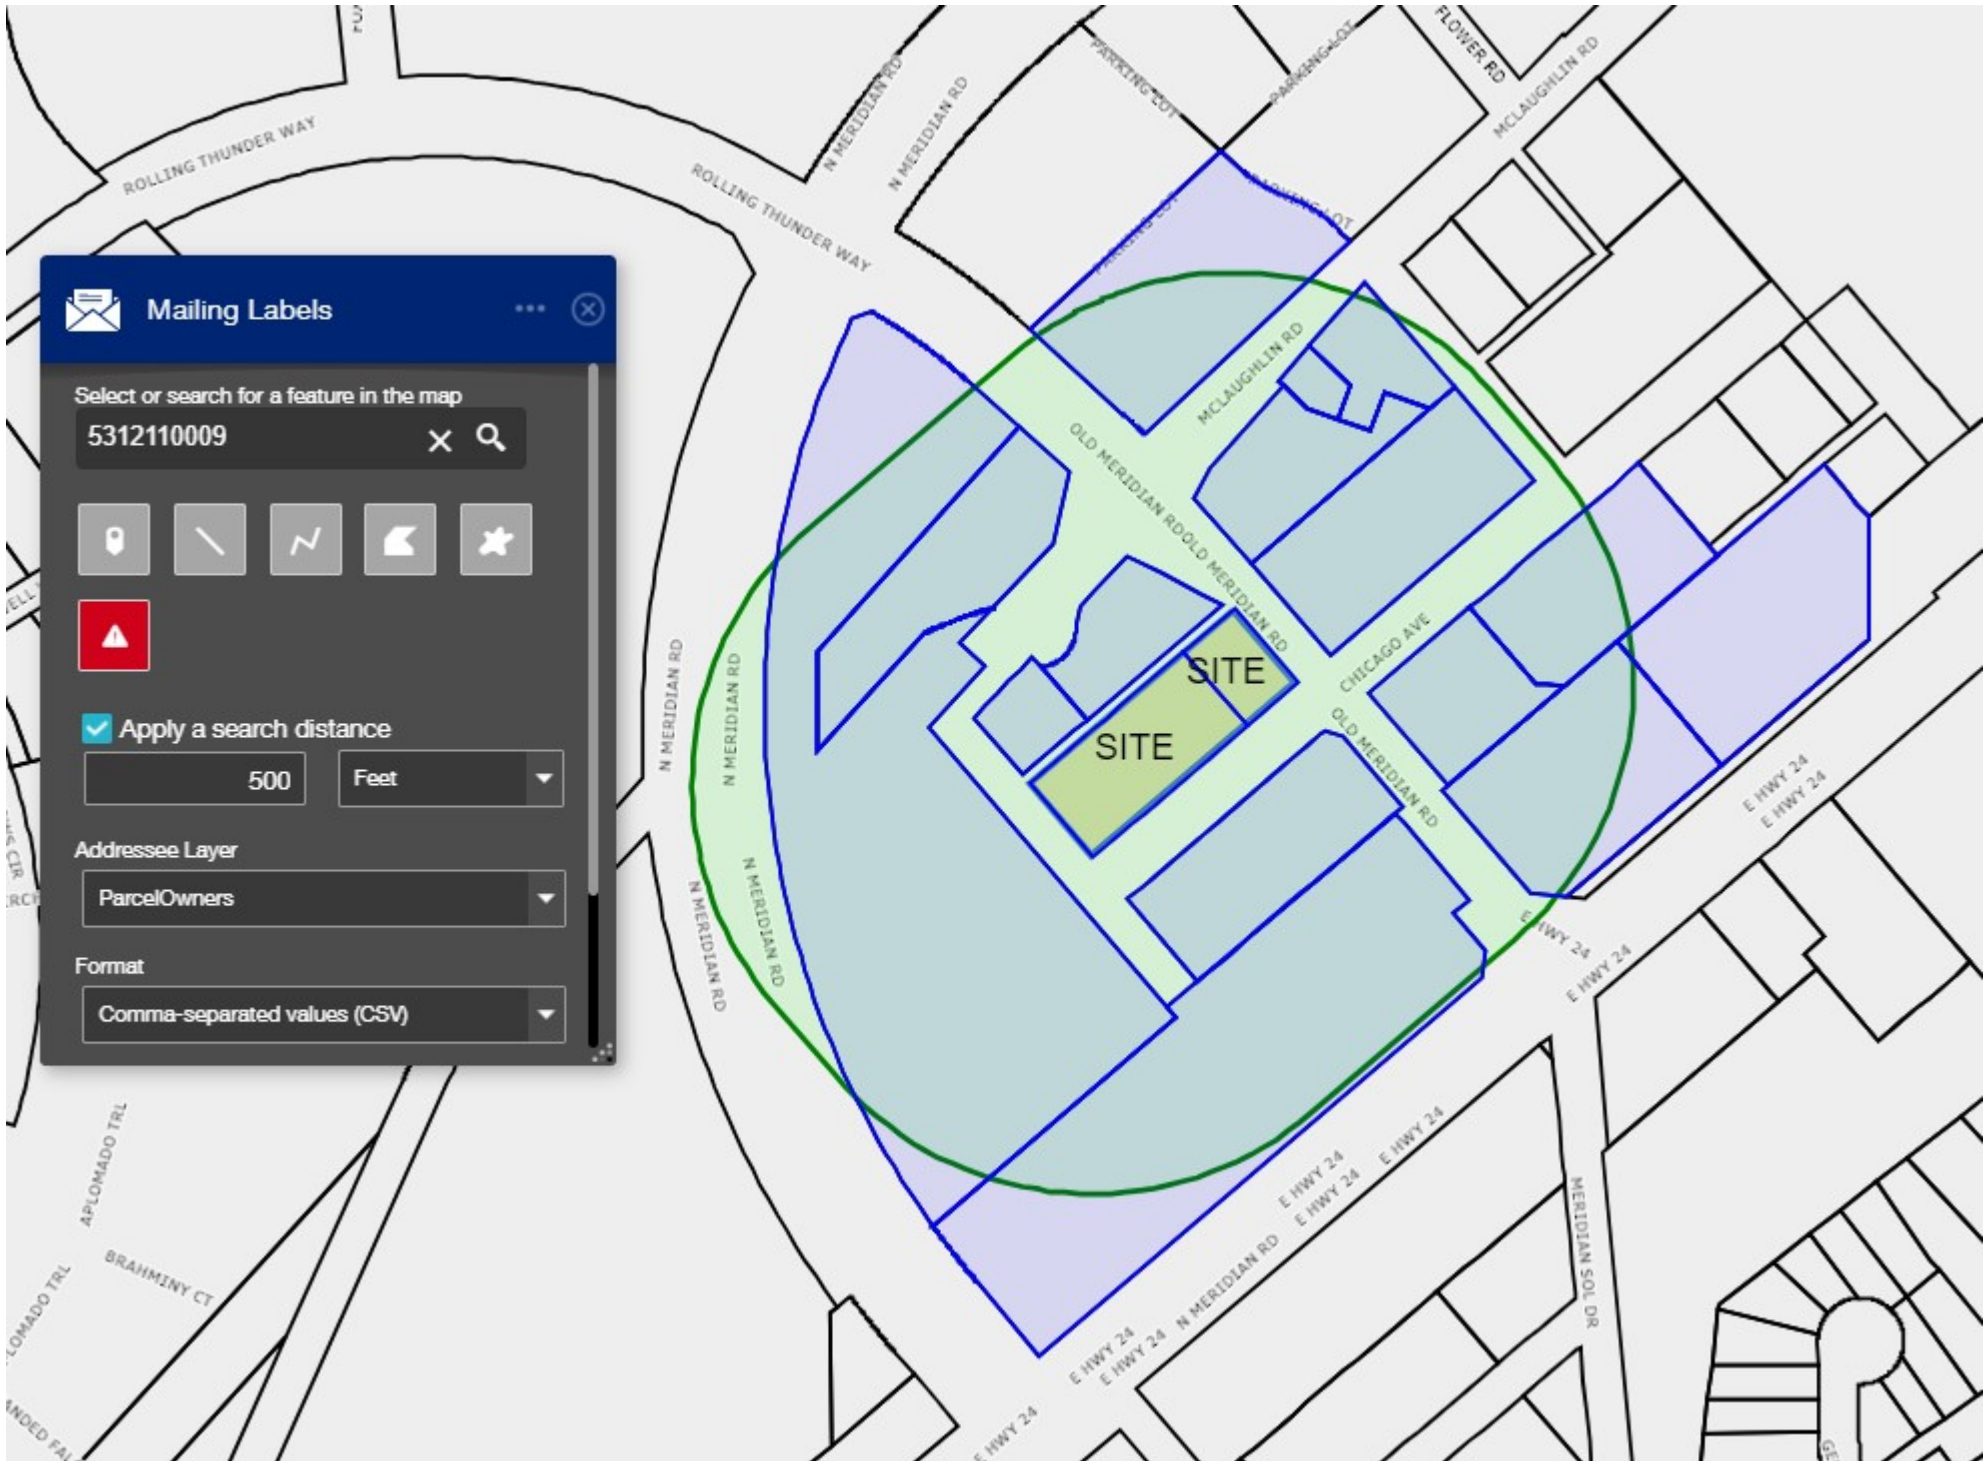 FLOWER RD
PARKING LOT
PARKING LOT
MCLAUGHLIN RD
N MERIDIAN RD
N MERIDIAN RD
ROLLING THUNDER WAY
ROLLING THUNDER WAY
PARKING LOT
PARKING LOT
Mailing Labels
Select or search for a feature in the map
5312110009
Apply a search distance
500
Feet
Addressee Layer
ParcelOwners
Format
Comma-separated values (CSV)
MCLAUGHLIN RD
OLD MERIDIAN RD
OLD MERIDIAN RD
CHICAGO AVE
SITE
SITE
OLD MERIDIAN RD
N MERIDIAN RD
N MERIDIAN RD
N MERIDIAN RD
N MERIDIAN RD
E HWY 24
E HWY 24
E HWY 24
E HWY 24
E HWY 24
E HWY 24
E HWY 24
N MERIDIAN RD
E HWY 24
E HWY 24
E HWY 24
MERIDIAN SOL DR
APLOMADO TRL
BRAHMINY CT
LOMADO TRL
ANDED FAL